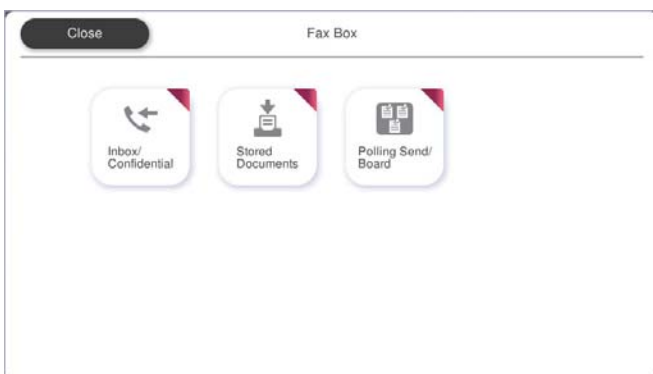 Close
Fax Box
Inbox/
Confidential
Stored
Documents
Polling Send/
Board